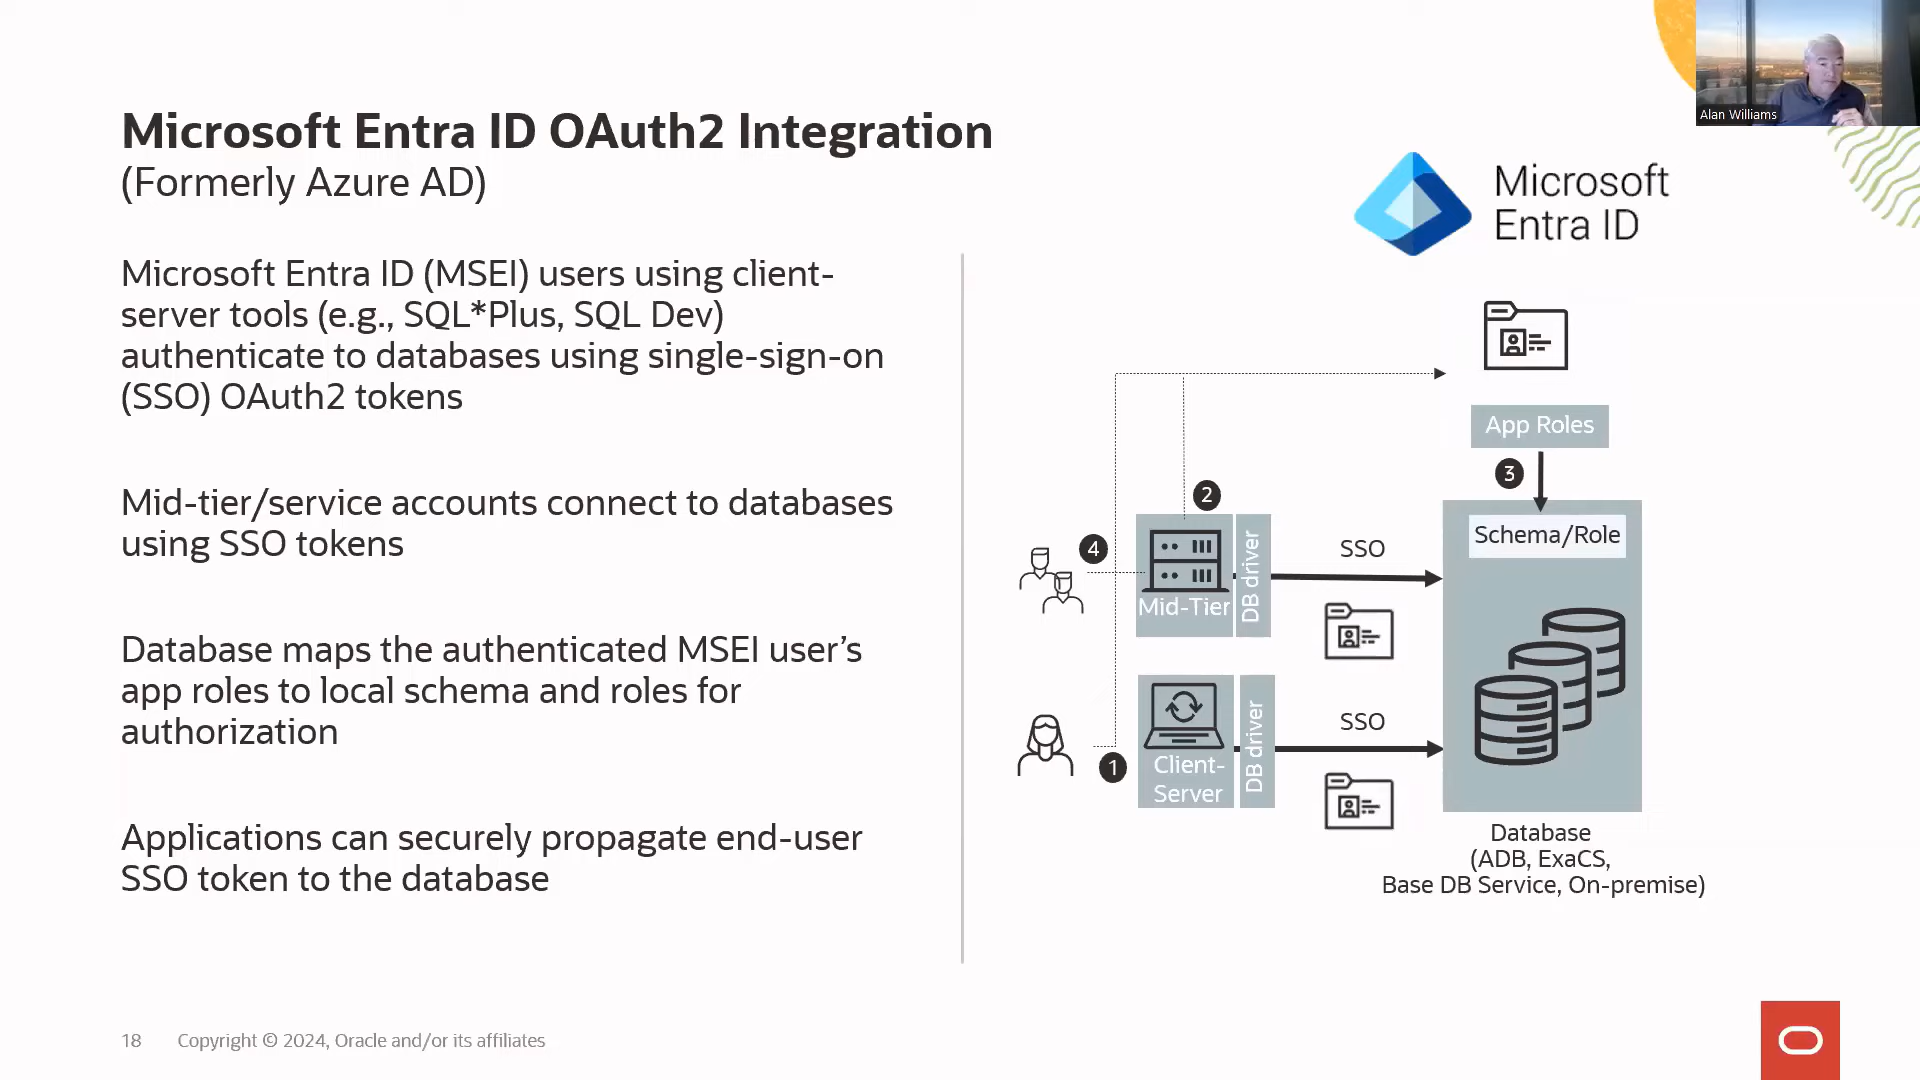 Alan Williams
Microsoft Entra ID OAuth2 Integration
(Formerly Azure AD)
Microsoft Entra ID (MSEI) users using client-
server tools (e.g., SQL*Plus, SQL Dev)
authenticate to databases using single-sign-on
(SSO) OAuth2 tokens
Mid-tier/service accounts connect to databases
using SSO tokens
Database maps the authenticated MSEI user’s
app roles to local schema and roles for
authorization
Applications can securely propagate end-user
SSO token to the database
Microsoft
Entra ID
App Roles
3
2
Schema/Role
4
SSO
DB driver
Mid-Tier
SSO
DB driver
1
Client-
Server
Database
(ADB, ExaCS,
Base DB Service, On-premise)
18
Copyright © 2024, Oracle and/or its affiliates